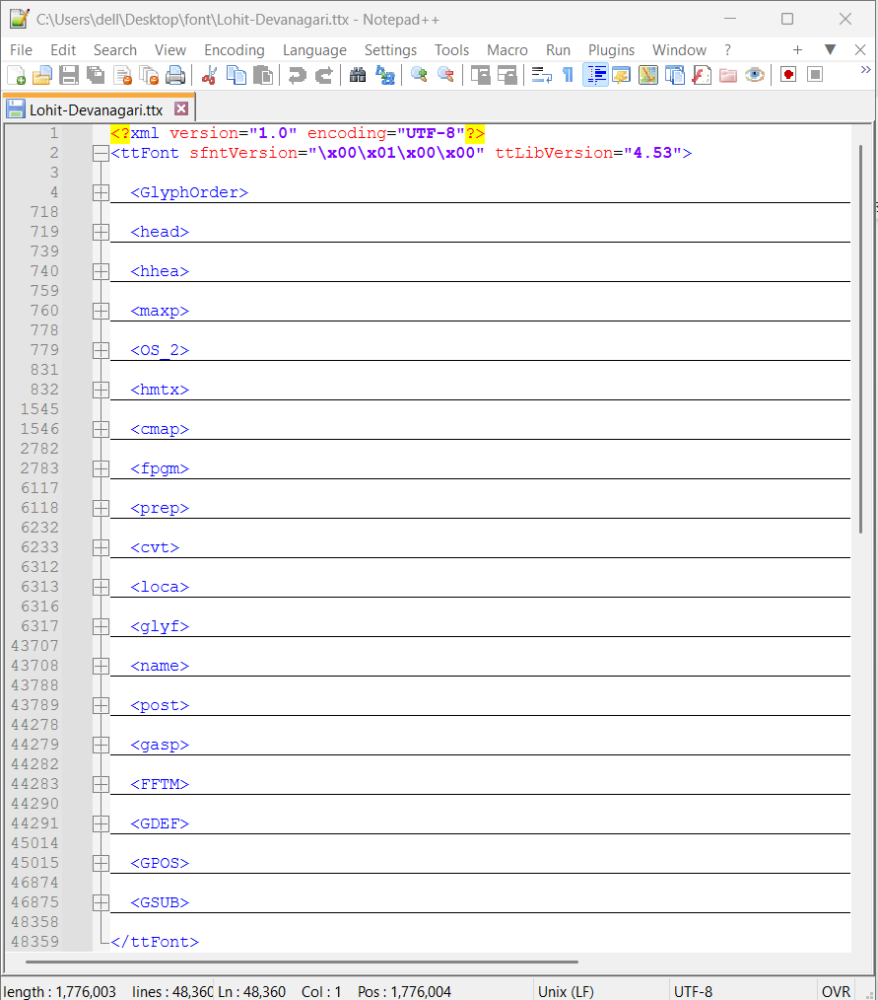 C:\Users\dell\Desktop\font\Lohit-Devanagari.ttx - Notepad++
File Edit Search View Encoding Language Settings Tools Macro Run Plugins Window ? + ▼ X
Lohit-Devanagari.ttx
1 <?xml version="1.0" encoding="UTF-8"?>
2 <ttFont sfntVersion="\x00\x01\x00\x00" ttLibVersion="4.53">
3
4 <GlyphOrder>
718
719 <head>
739
740 <hhea>
759
760 <maxp>
778
779 <OS_2>
831
832 <hmtx>
1545
1546 <cmap>
2782
2783 <fpgm>
6117
6118 <prep>
6232
6233 <cvt>
6312
6313 <loca>
6316
6317 <glyf>
43707
43708 <name>
43788
43789 <post>
44278
44279 <gasp>
44282
44283 <FFTM>
44290
44291 <GDEF>
45014
45015 <GPOS>
46874
46875 <GSUB>
48358
48359 </ttFont>
length : 1,776,003 lines : 48,360 Ln : 48,360 Col : 1 Pos : 1,776,004 Unix (LF) UTF-8 OVR